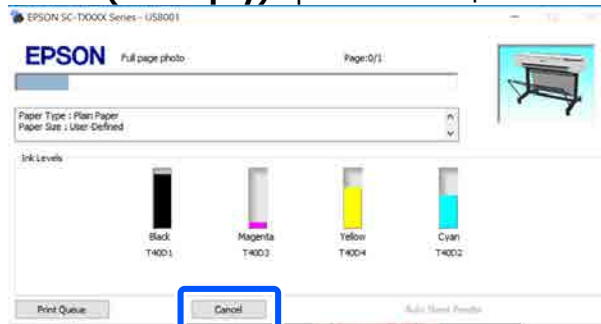 EPSON SC-TXXXX Series - USB001
EPSON
Full page photo
Page:0/1
Paper Type : Plain Paper
Paper Size : User-Defined
Ink Levels
Black
Magenta
Yellow
Cyan
T40D1
T40D3
T40D4
T40D2
Print Queue
Cancel
Auto Sheet Feeder